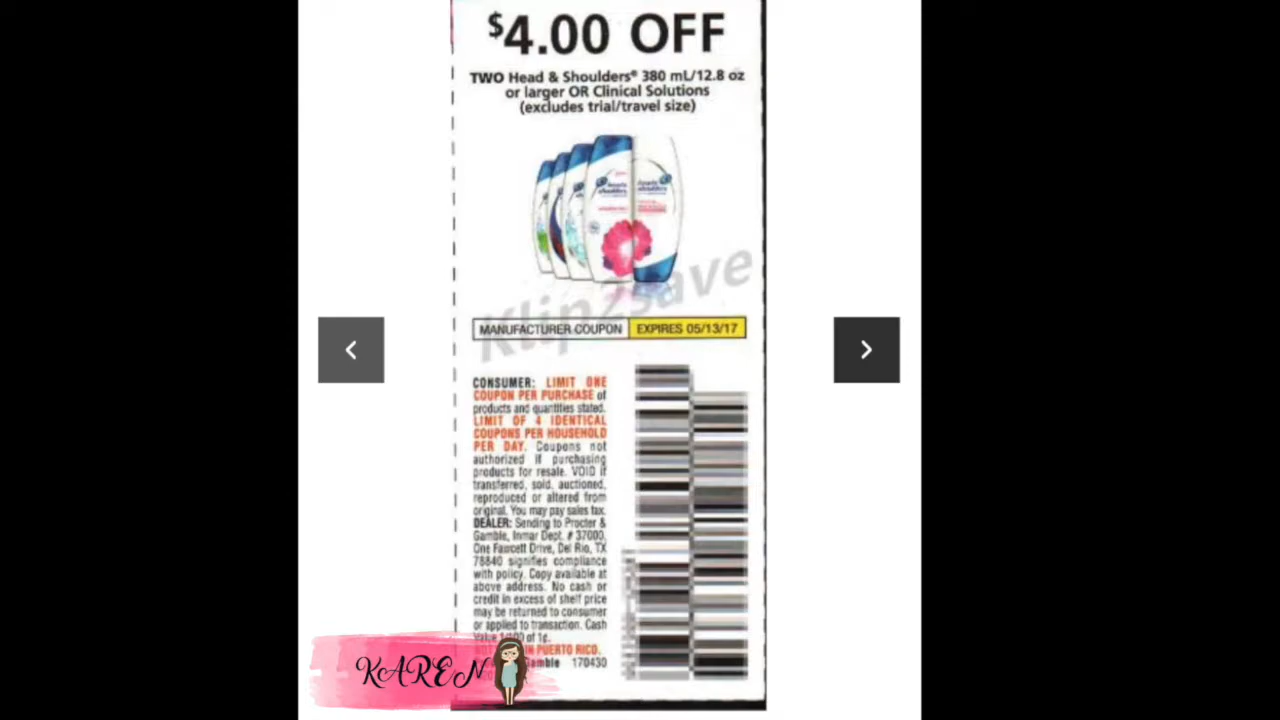 $4.00 OFF
TWO Head & Shoulders® 380 mL/12.8 oz
or larger OR Clinical Solutions
(excludes trial/travel size)
Klip2save
MANUFACTURER COUPON EXPIRES 05/13/17
CONSUMER: LIMIT ONE
COUPON PER PURCHASE of
products and quantities stated.
LIMIT OF 4 IDENTICAL
COUPONS PER HOUSEHOLD
PER DAY. Coupons not
authorized if purchasing
products for resale. VOID if
transferred, sold, auctioned,
reproduced or altered from
original. You may pay sales tax.
DEALER: Sending to Procter &
Gamble, Inmar Dept. # 37000,
One Fawcett Drive, Del Rio, TX
78840 signifies compliance
with policy. Copy available at
above address. No cash or
credit in excess of shelf price
may be returned to consumer
or applied to transaction. Cash
Value 1/100 of 1¢.
IN PUERTO RICO.
170430
KAREN